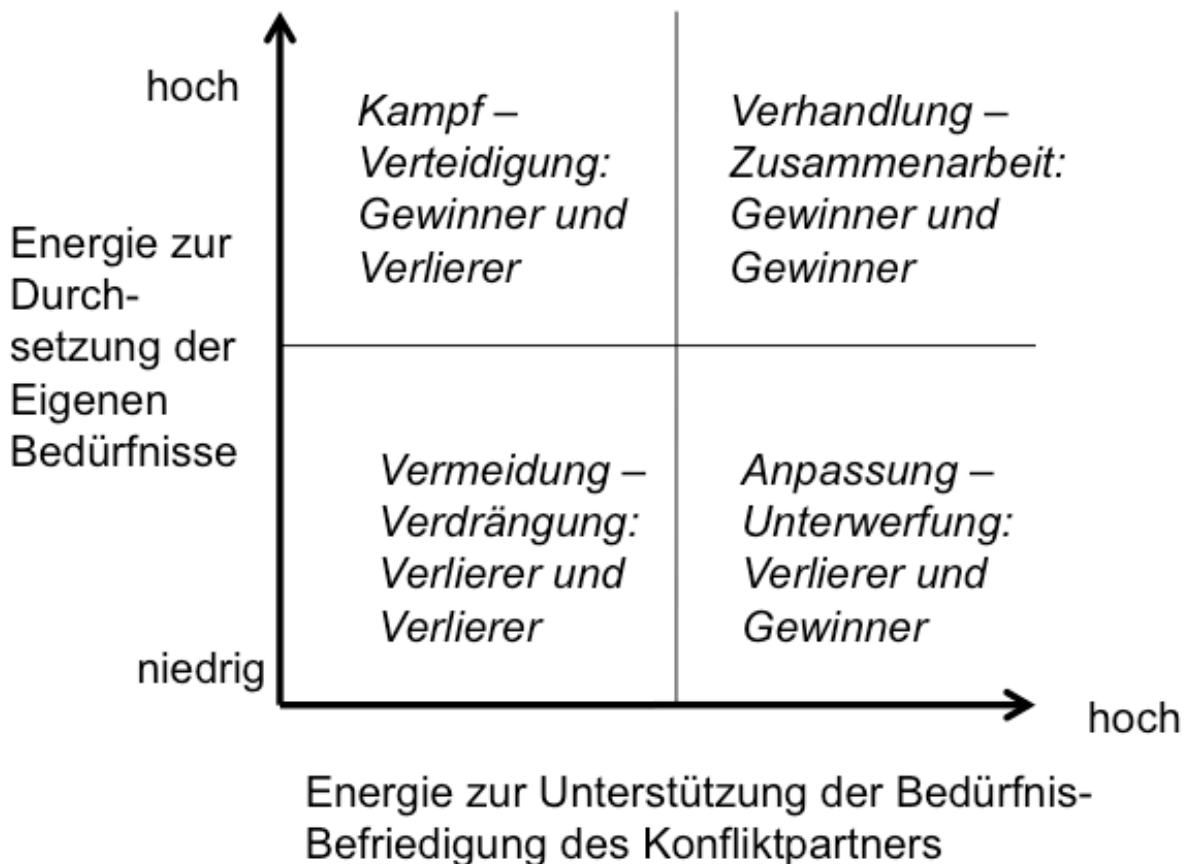 hoch
Kampf –
Verteidigung:
Gewinner und
Verlierer
Verhandlung –
Zusammenarbeit:
Gewinner und
Gewinner
Energie zur
Durch-
setzung der
Eigenen
Bedürfnisse
Vermeidung –
Verdrängung:
Verlierer und
Verlierer
Anpassung –
Unterwerfung:
Verlierer und
Gewinner
niedrig
hoch
Energie zur Unterstützung der Bedürfnis-
Befriedigung des Konfliktpartners